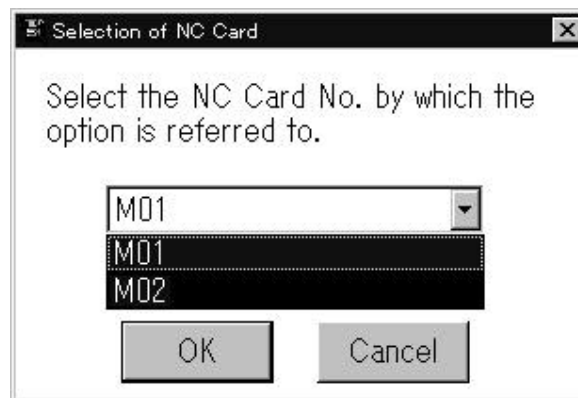 Selection of NC Card
Select the NC Card No. by which the
option is referred to.
M01
M01
M02
OK
Cancel